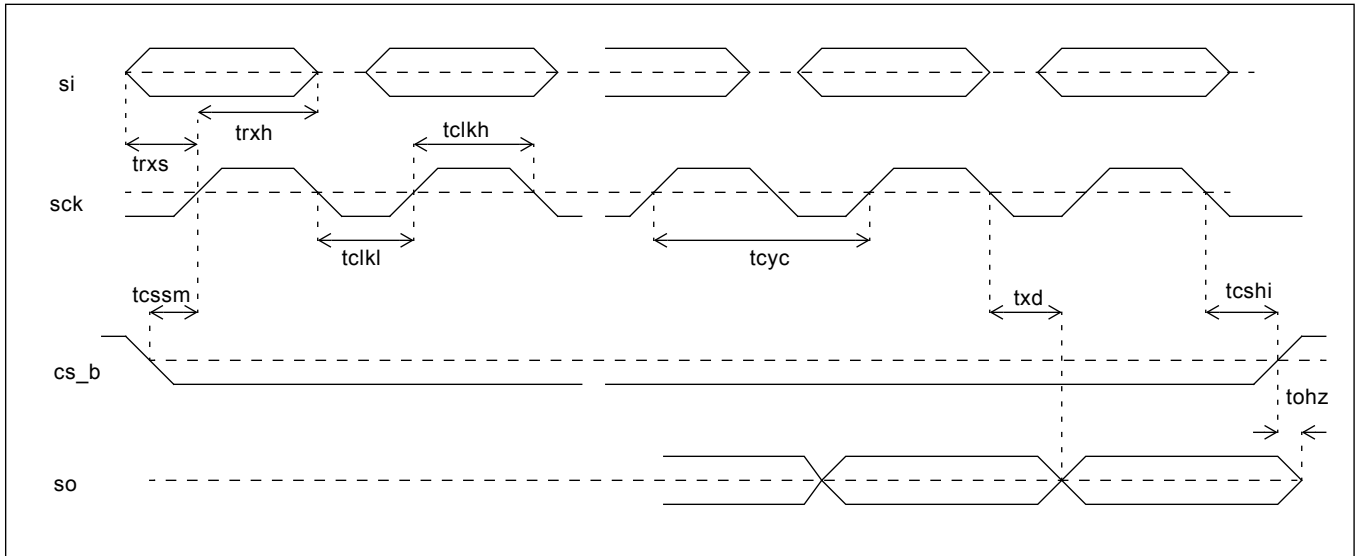 si
trxh
tclkh
trxs
sck
tclkl
tcyc
tcssm
txd
tcshi
cs_b
tohz
so